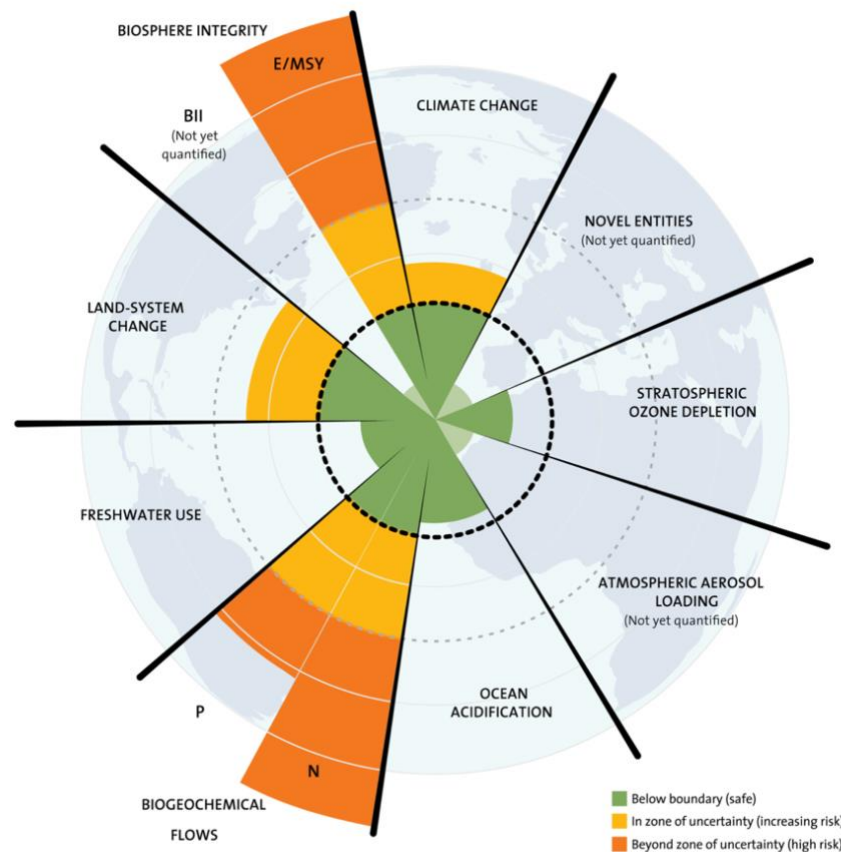 BIOSPHERE INTEGRITY
E/MSY
BII
(Not yet
quantified)
CLIMATE CHANGE
NOVEL ENTITIES
(Not yet quantified)
LAND-SYSTEM
CHANGE
STRATOSPHERIC
OZONE DEPLETION
FRESHWATER USE
ATMOSPHERIC AEROSOL
LOADING
(Not yet quantified)
OCEAN
ACIDIFICATION
P
N
BIOGEOCHEMICAL
FLOWS
Below boundary (safe)
In zone of uncertainty (increasing risk)
Beyond zone of uncertainty (high risk)